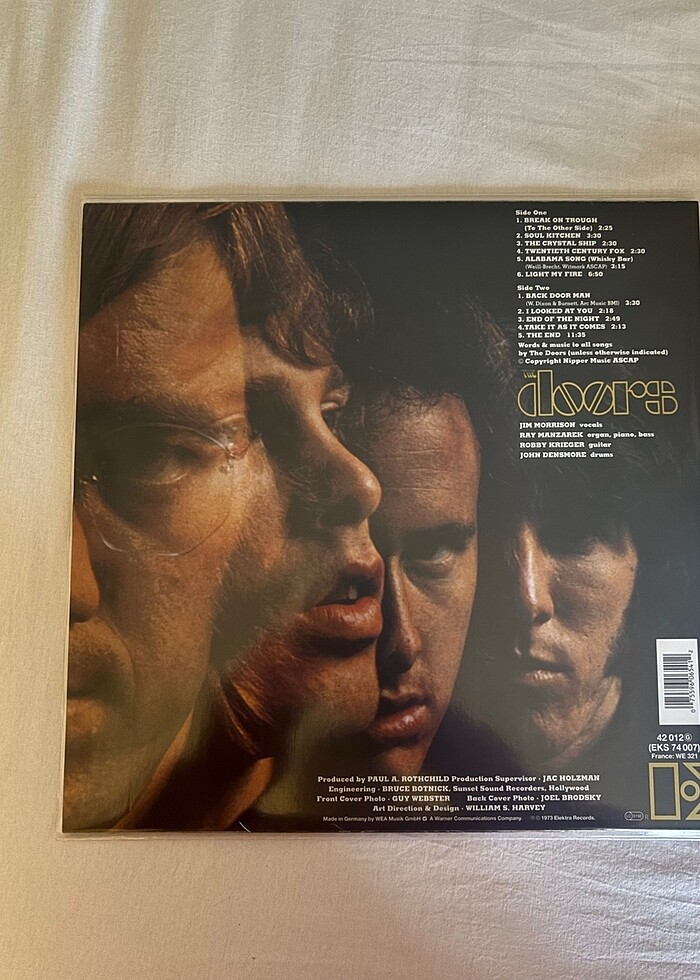 Side One
1. BREAK ON TROUGH
(To The Other Side) 2:25
2. SOUL KITCHEN 3:30
3. THE CRYSTAL SHIP 2:30
4. TWENTIETH CENTURY FOX 2:30
5. ALABAMA SONG (Whisky Bar)
(Weill-Brecht, Witmark ASCAP) 3:15
6. LIGHT MY FIRE 6:50
Side Two
1. BACK DOOR MAN
(W. Dixon & Burnett, Arc Music BMI) 3:30
2. I LOOKED AT YOU 2:18
3. END OF THE NIGHT 2:49
4. TAKE IT AS IT COMES 2:13
5. THE END 11:35
Words & music to all songs
by The Doors (unless otherwise indicated)
© Copyright Nipper Music ASCAP
THE
doors
JIM MORRISON vocals
RAY MANZAREK organ, piano, bass
ROBBY KRIEGER guitar
JOHN DENSMORE drums
42 012 G
(EKS 74 007)
France: WE 321
Produced by PAUL A. ROTHCHILD Production Supervisor · JAC HOLZMAN
Engineering · BRUCE BOTNICK, Sunset Sound Recorders, Hollywood
Front Cover Photo · GUY WEBSTER Back Cover Photo · JOEL BRODSKY
Art Direction & Design · WILLIAM S. HARVEY
Made in Germany by WEA Musik GmbH A Warner Communications Company. ℗ © 1973 Elektra Records.